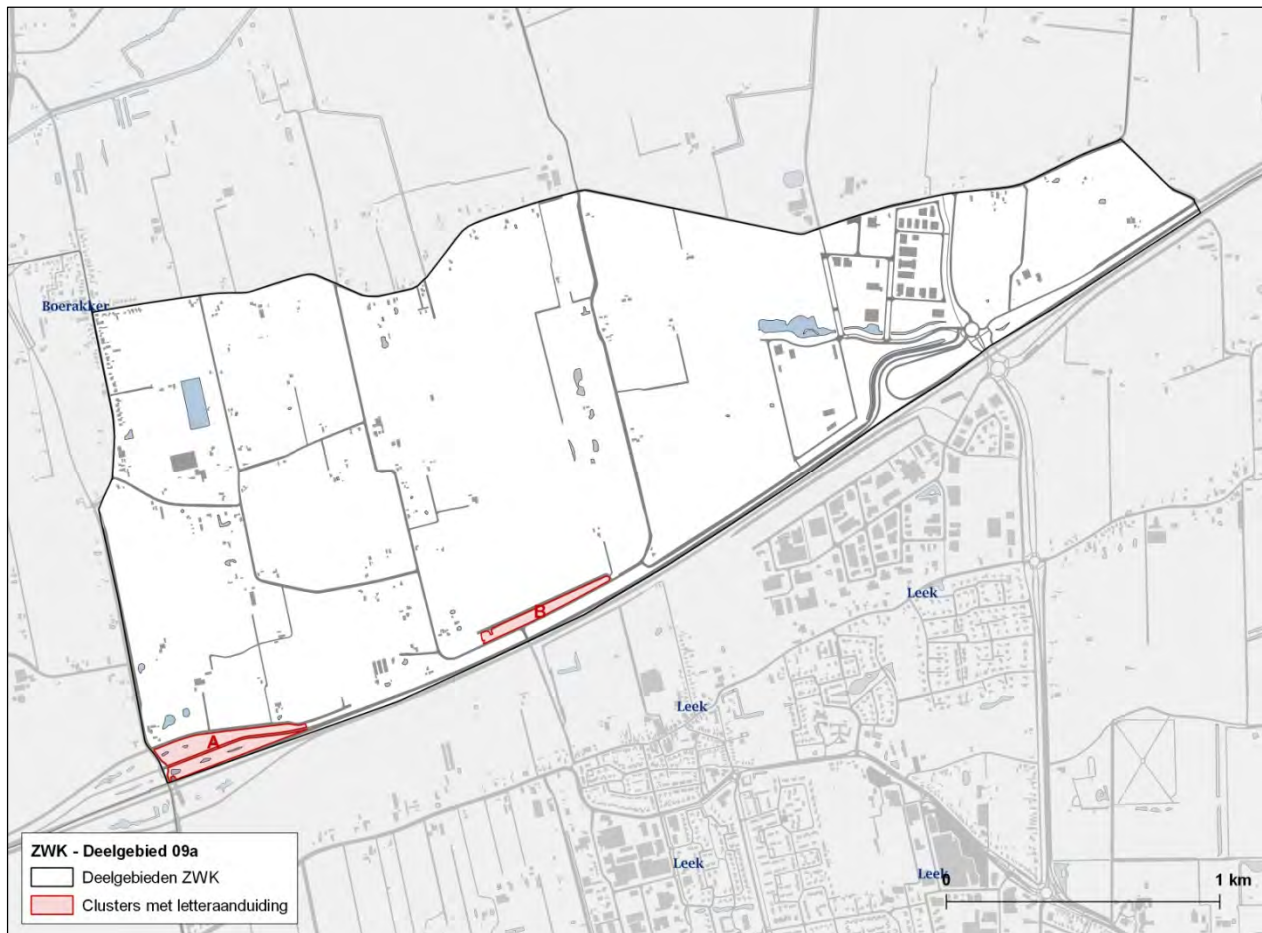 Boerakker
B
Leek
Leek
A
Leek
Leek
0 1 km
ZWK - Deelgebied 09a
Deelgebieden ZWK
Clusters met letteraanduiding